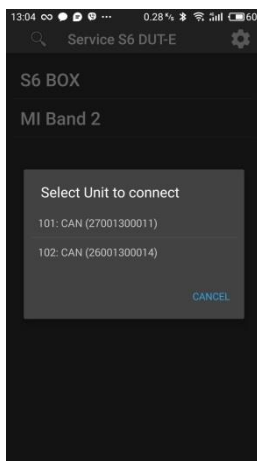 13:04 0.28 60
Service S6 DUT-E
S6 BOX
MI Band 2
Select Unit to connect
101: CAN (27001300011)
102: CAN (26001300014)
CANCEL